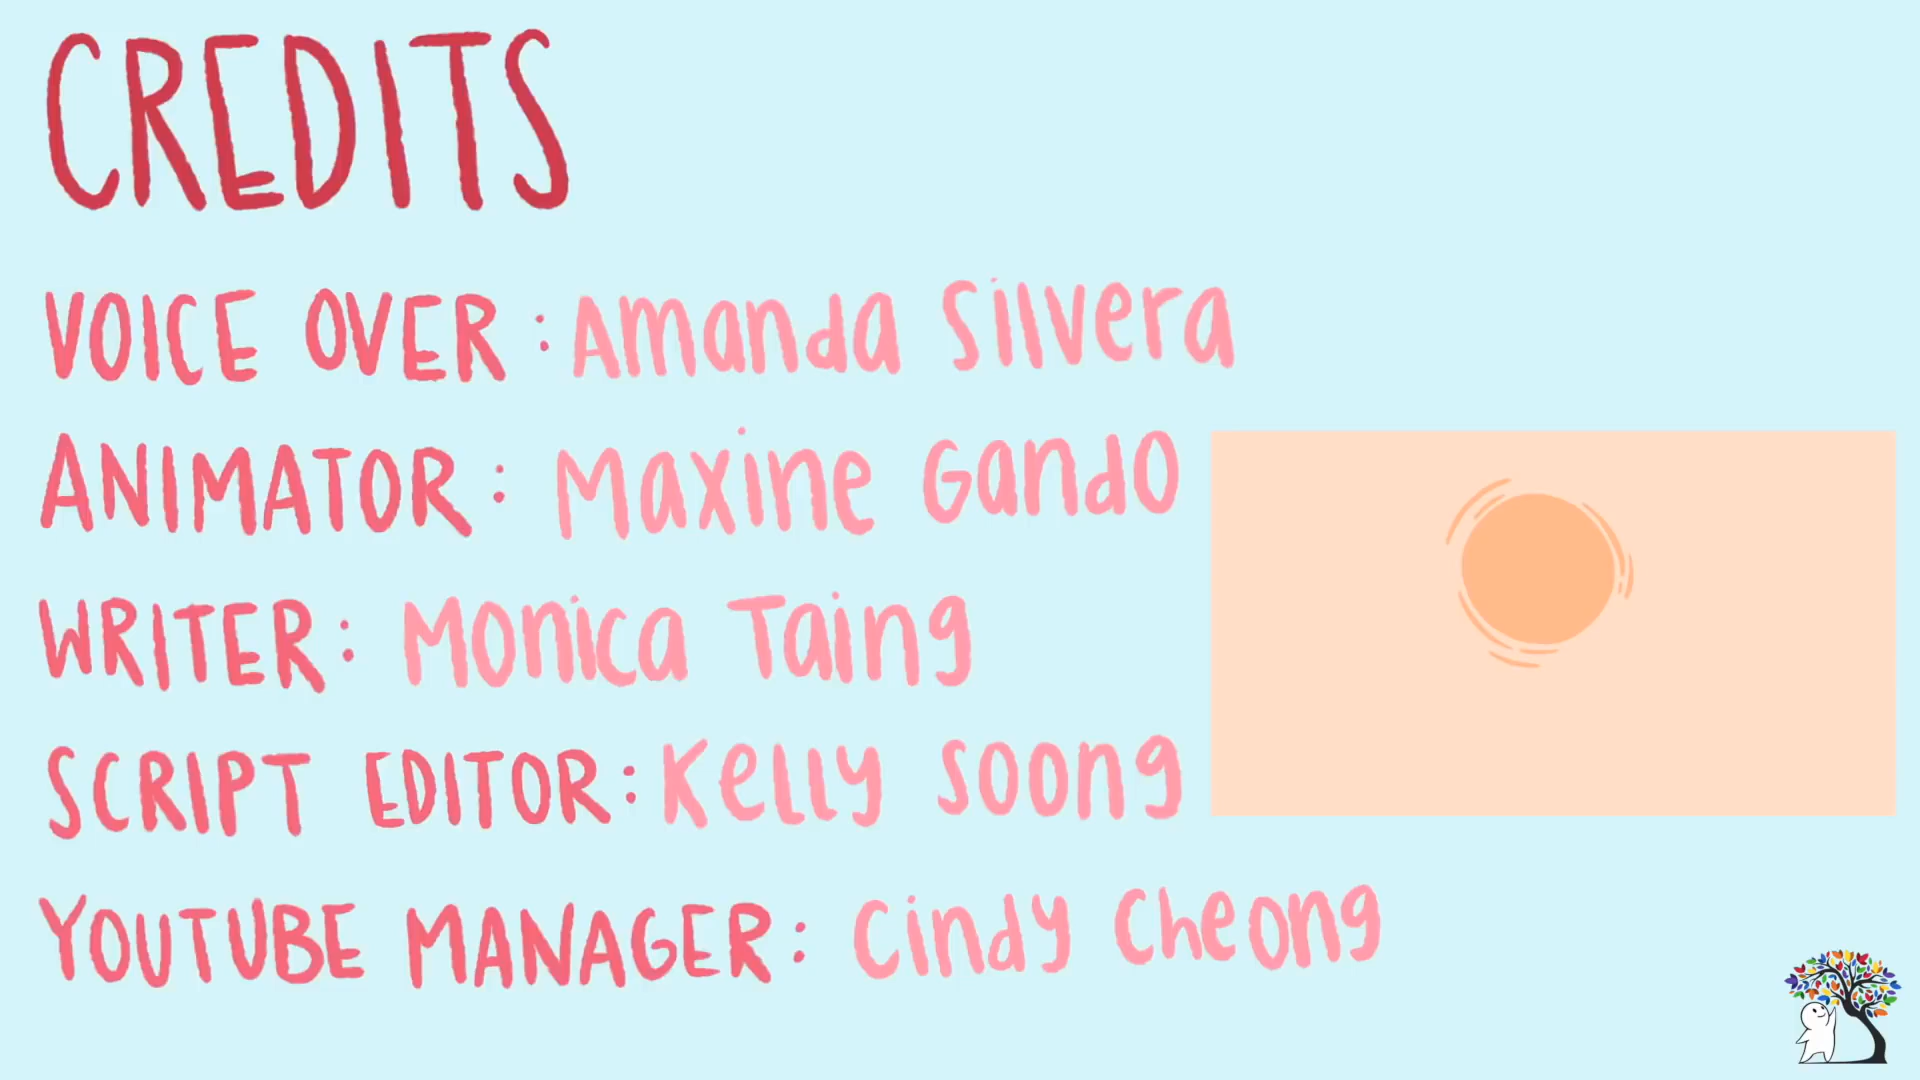 CREDITS
VOICE OVER: Amanda Silvera
ANIMATOR: Maxine Gando
WRITER: Monica Taing
SCRIPT EDITOR: Kelly Soong
YOUTUBE MANAGER: Cindy Cheong